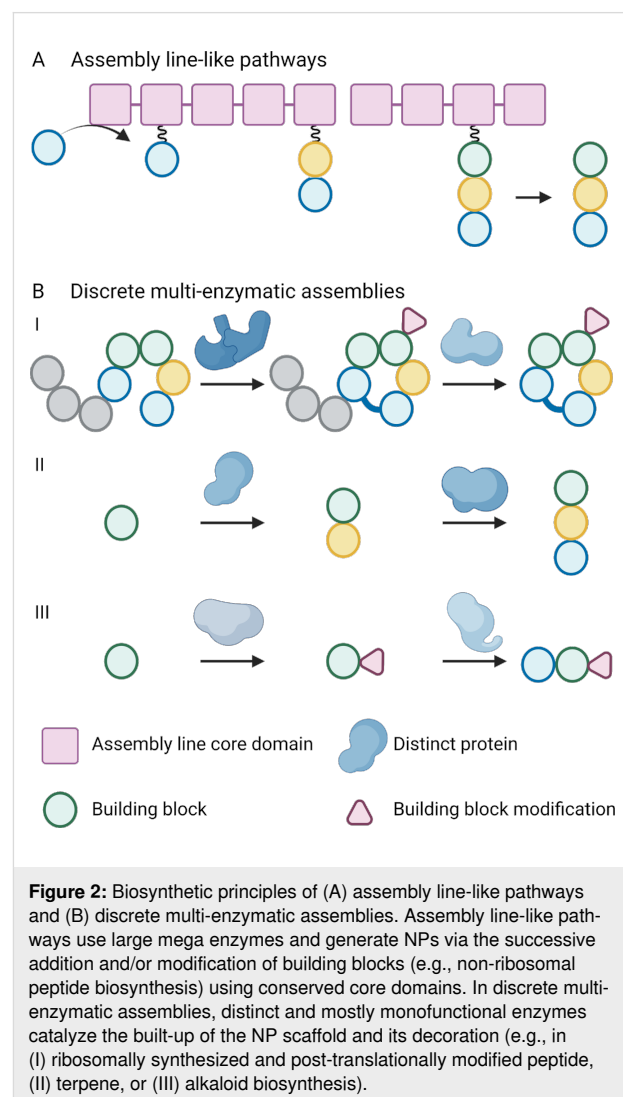 A Assembly line-like pathways
B Discrete multi-enzymatic assemblies
I
II
III
Assembly line core domain
Distinct protein
Building block
Building block modification
Figure 2: Biosynthetic principles of (A) assembly line-like pathways
and (B) discrete multi-enzymatic assemblies. Assembly line-like path-
ways use large mega enzymes and generate NPs via the successive
addition and/or modification of building blocks (e.g., non-ribosomal
peptide biosynthesis) using conserved core domains. In discrete multi-
enzymatic assemblies, distinct and mostly monofunctional enzymes
catalyze the built-up of the NP scaffold and its decoration (e.g., in
(I) ribosomally synthesized and post-translationally modified peptide,
(II) terpene, or (III) alkaloid biosynthesis).